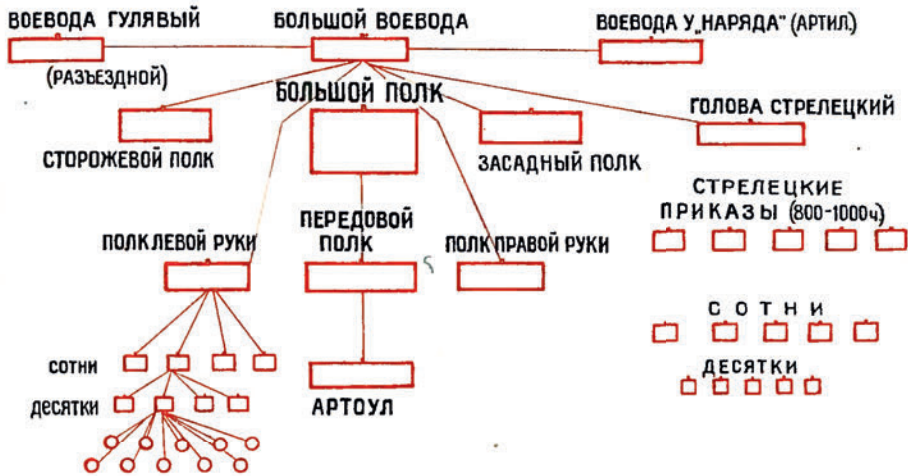 ВОЕВОДА ГУЛЯВЫЙ
БОЛЬШОЙ ВОЕВОДА
ВОЕВОДА У„НАРЯДА" (АРТИЛ.)
(РАЗЪЕЗДНОЙ)
БОЛЬШОЙ ПОЛК
ГОЛОВА СТРЕЛЕЦКИЙ
СТОРОЖЕВОЙ ПОЛК
ЗАСАДНЫЙ ПОЛК
СТРЕЛЕЦКИЕ
ПРИКАЗЫ (800-1000ч.)
ПЕРЕДОВОЙ
ПОЛК
ПОЛК ЛЕВОЙ РУКИ
ПОЛК ПРАВОЙ РУКИ
СОТНИ
СОТНИ
ДЕСЯТКИ
ДЕСЯТКИ
АРТОУЛ